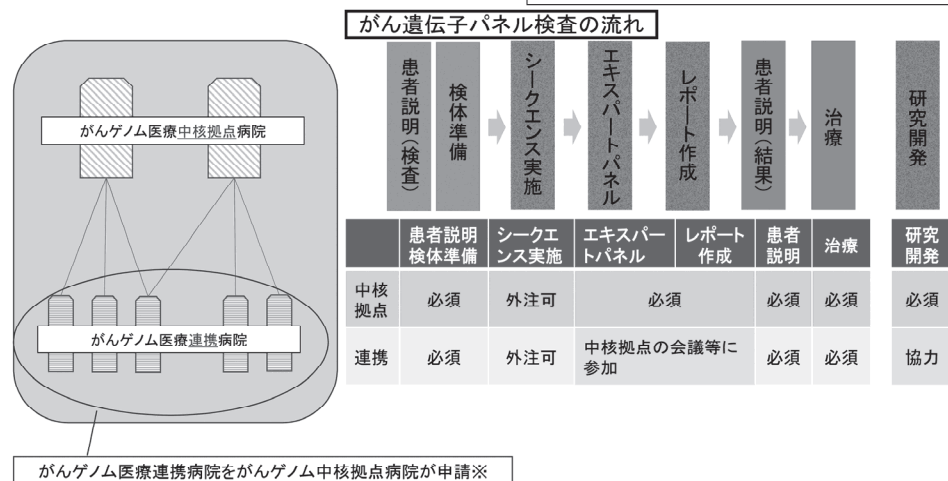 がん遺伝子パネル検査の流れ
がんゲノム医療中核拠点病院
がんゲノム医療連携病院
がんゲノム医療連携病院をがんゲノム中核拠点病院が申請※
患者説明(検査)
検体準備
シークエンス実施
エキスパートパネル
レポート作成
患者説明(結果)
治療
研究開発
患者説明 シークエ エキスパー レポート 患者 治療 研究
検体準備 ンス実施 トパネル 作成 説明 開発
中核
拠点 必須 外注可 必須 必須 必須 必須
連携 必須 外注可 中核拠点の会議等に 必須 必須 協力
参加